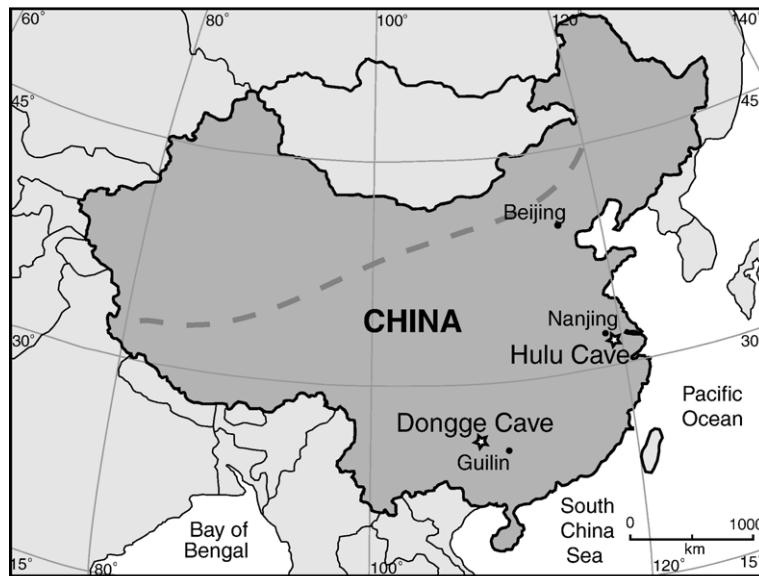 60°
80°
100°
120°
140°
45°
45°
Beijing
CHINA
Nanjing
Hulu Cave
30°
30°
Pacific
Ocean
Dongge Cave
Guilin
Bay of
Bengal
South
China
Sea
0
1000
km
15°
80°
100°
120°
15°